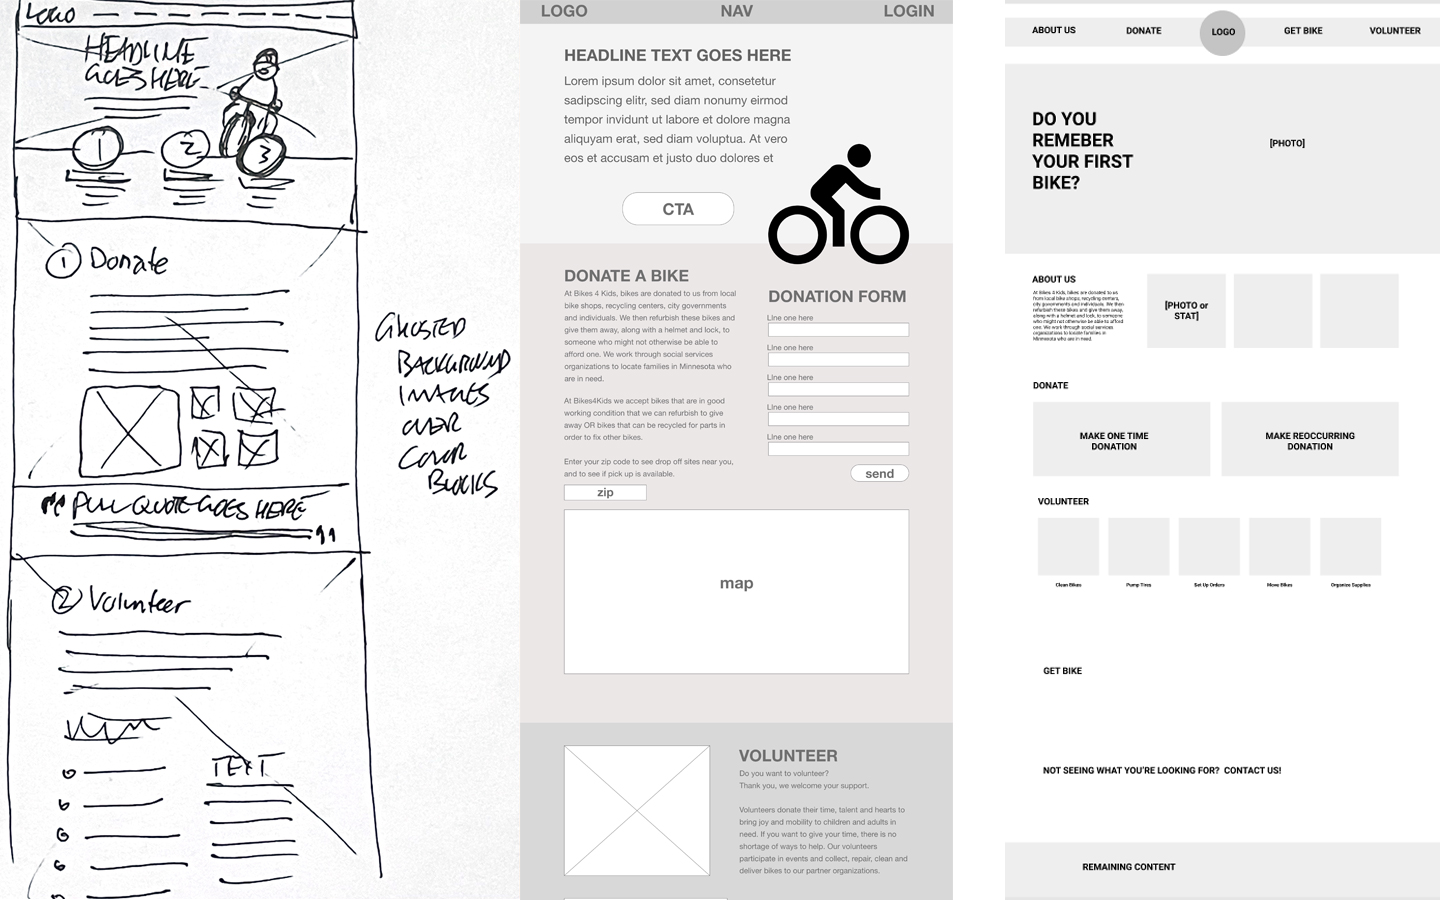 LOGO
HEADLINE
GOES HERE
1
2
3
1 Donate
PULL QUOTE GOES HERE
2 Volunteer
TEXT
GHOSTED
BACKGROUND
IMAGES
OVER
COLOR
BLOCKS
LOGO NAV LOGIN
HEADLINE TEXT GOES HERE
Lorem ipsum dolor sit amet, consetetur
sadipscing elitr, sed diam nonumy eirmod
tempor invidunt ut labore et dolore magna
aliquyam erat, sed diam voluptua. At vero
eos et accusam et justo duo dolores et
CTA
DONATE A BIKE
At Bikes 4 Kids, bikes are donated to us from local
bike shops, recycling centers, city governments
and individuals. We then refurbish these bikes and
give them away, along with a helmet and lock, to
someone who might not otherwise be able to
afford one. We work through social services
organizations to locate families in Minnesota who
are in need.
At Bikes4Kids we accept bikes that are in good
working condition that we can refurbish to give
away OR bikes that can be recycled for parts in
order to fix other bikes.
Enter your zip code to see drop off sites near you,
and to see if pick up is available.
zip
DONATION FORM
LIne one here
LIne one here
LIne one here
LIne one here
LIne one here
send
map
VOLUNTEER
Do you want to volunteer?
Thank you, we welcome your support.
Volunteers donate their time, talent and hearts to
bring joy and mobility to children and adults in
need. If you want to give your time, there is no
shortage of ways to help. Our volunteers
participate in events and collect, repair, clean and
deliver bikes to our partner organizations.
ABOUT US DONATE LOGO GET BIKE VOLUNTEER
DO YOU
REMEBER
YOUR FIRST
BIKE?
[PHOTO]
ABOUT US
At Bikes 4 Kids, bikes are donated to us
from local bike shops, recycling centers,
city governments and individuals. We then
refurbish these bikes and give them away,
along with a helmet and lock, to someone
who might not otherwise be able to afford
one. We work through social services
organizations to locate families in
Minnesota who are in need.
[PHOTO or
STAT]
DONATE
MAKE ONE TIME
DONATION
MAKE REOCCURRING
DONATION
VOLUNTEER
Clean Bikes Pump Tires Set Up Orders Move Bikes Organize Supplies
GET BIKE
NOT SEEING WHAT YOU'RE LOOKING FOR? CONTACT US!
REMAINING CONTENT